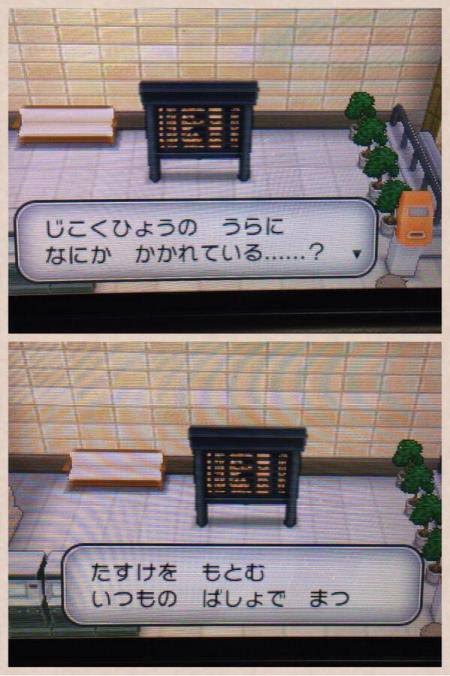 じこくひょうの　うらに
なにか　かかれている……？
たすけを　もとむ
いつもの　ばしょで　まつ